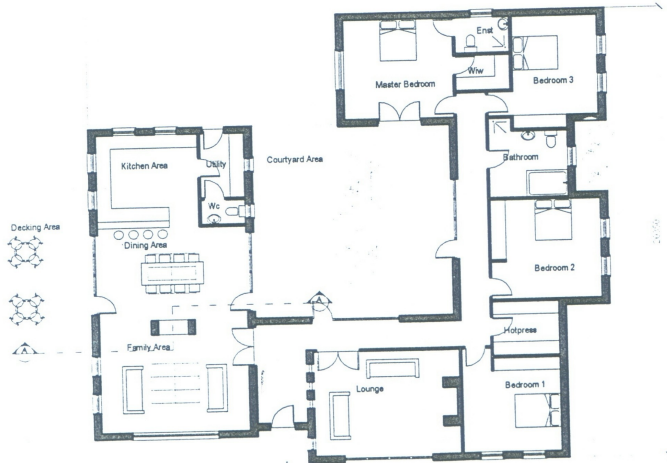 Enst
Master Bedroom
Wiw
Bedroom 3
Kitchen Area
Utility
Courtyard Area
Bathroom
Wc
Decking Area
Dining Area
Bedroom 2
A
Hotpress
Family Area
A
Lounge
Bedroom 1